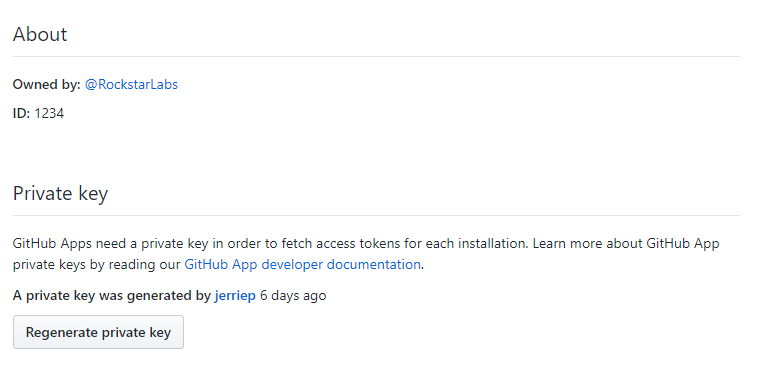 About
Owned by: @RockstarLabs
ID: 1234
Private key
GitHub Apps need a private key in order to fetch access tokens for each installation. Learn more about GitHub App
private keys by reading our GitHub App developer documentation.
A private key was generated by jerriep 6 days ago
Regenerate private key